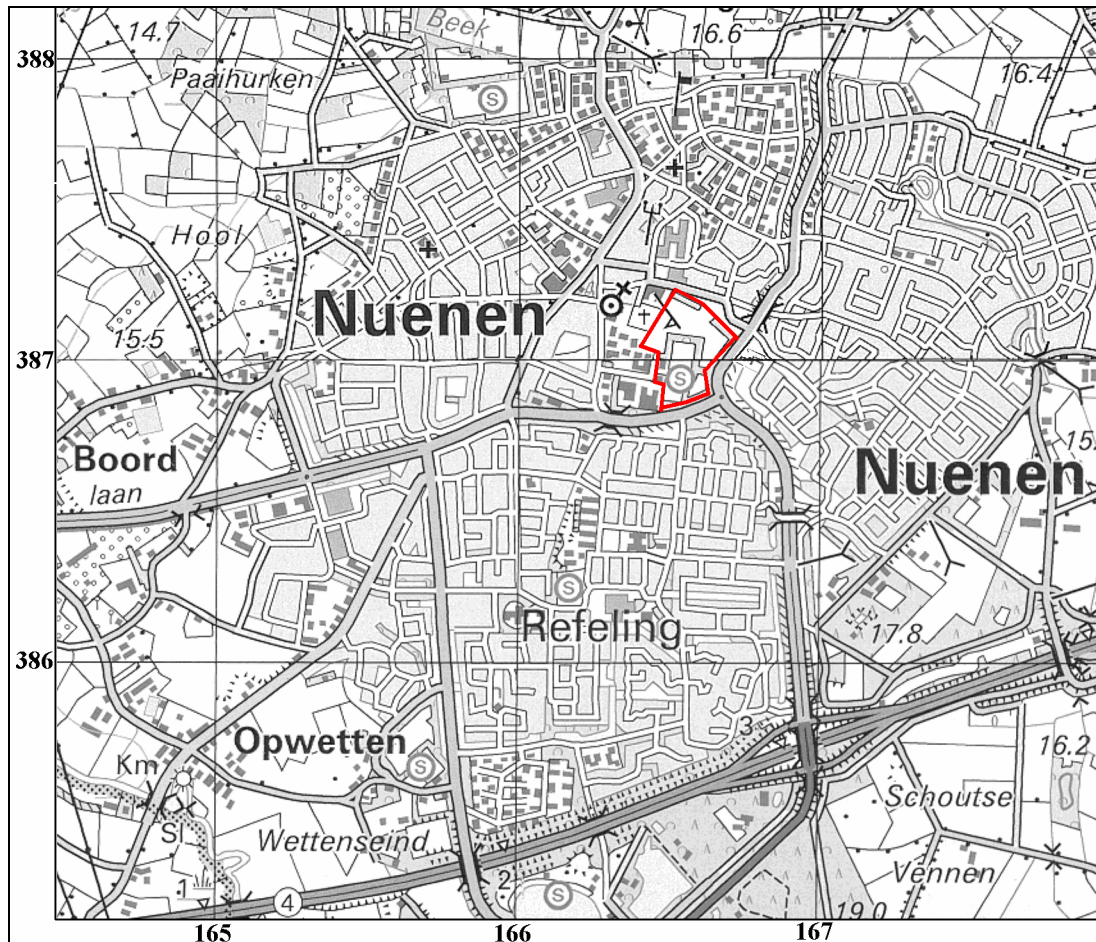 Beek
14.7
16.6
388
Paaihurken
S
16.4
Hool
Nuenen
15.5
387
S
Boord
laan
15.
Nuenen
S
Refeling
17.8
386
Opwetten
3
16.2
Km
S
Schoutse
Sl
Wettenseind
Vennen
1
2
4
S
19.0
165
166
167